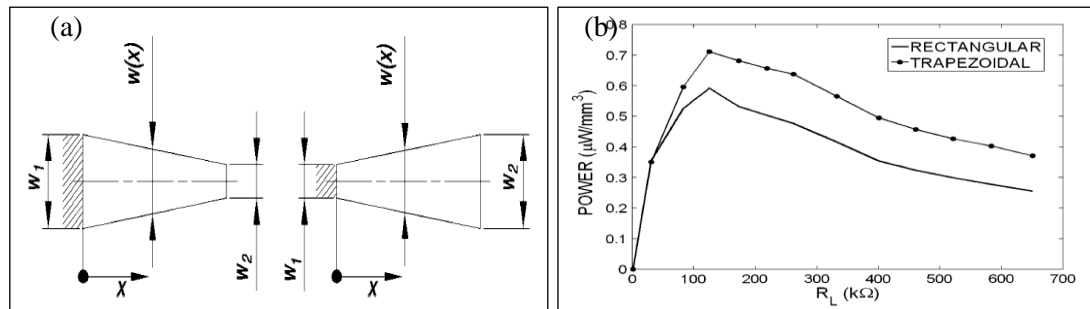 (a)
w(x)
w(x)
w1
w2
w1
w2
X
X
(b)
POWER (µW/mm³)
0.8
0.7
0.6
0.5
0.4
0.3
0.2
0.1
0
RECTANGULAR
TRAPEZOIDAL
0 100 200 300 400 500 600 700
R_L (kΩ)